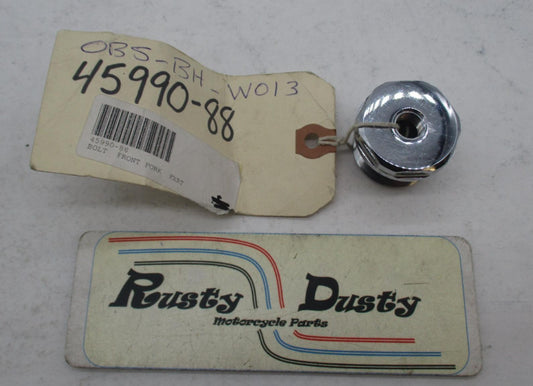 OBS-BH-W013
45990-88
45990-88
BOLT FRONT FORK
Rusty Dusty
Motorcycle Parts